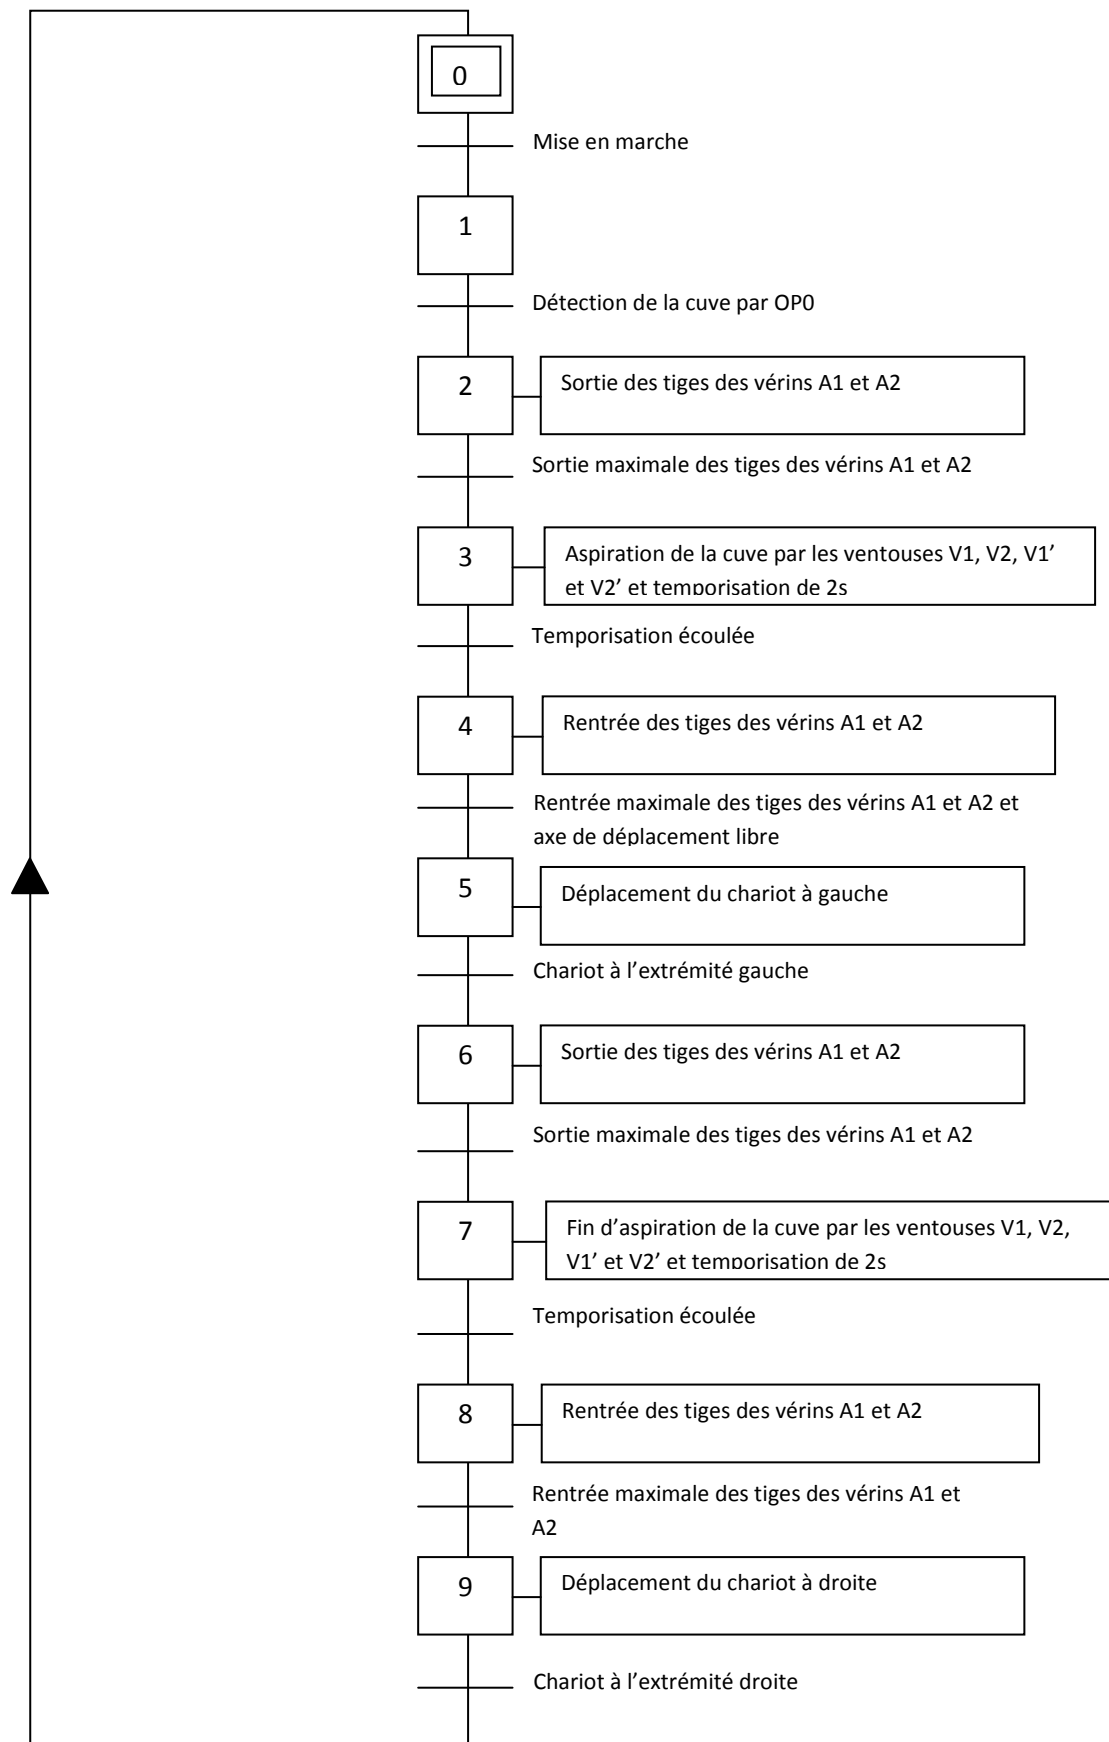 0
Mise en marche
1
Détection de la cuve par OP0
2
Sortie des tiges des vérins A1 et A2
Sortie maximale des tiges des vérins A1 et A2
3
Aspiration de la cuve par les ventouses V1, V2, V1’
et V2’ et temporisation de 2s
Temporisation écoulée
4
Rentrée des tiges des vérins A1 et A2
Rentrée maximale des tiges des vérins A1 et A2 et
axe de déplacement libre
5
Déplacement du chariot à gauche
Chariot à l’extrémité gauche
6
Sortie des tiges des vérins A1 et A2
Sortie maximale des tiges des vérins A1 et A2
7
Fin d’aspiration de la cuve par les ventouses V1, V2,
V1’ et V2’ et temporisation de 2s
Temporisation écoulée
8
Rentrée des tiges des vérins A1 et A2
Rentrée maximale des tiges des vérins A1 et
A2
9
Déplacement du chariot à droite
Chariot à l’extrémité droite